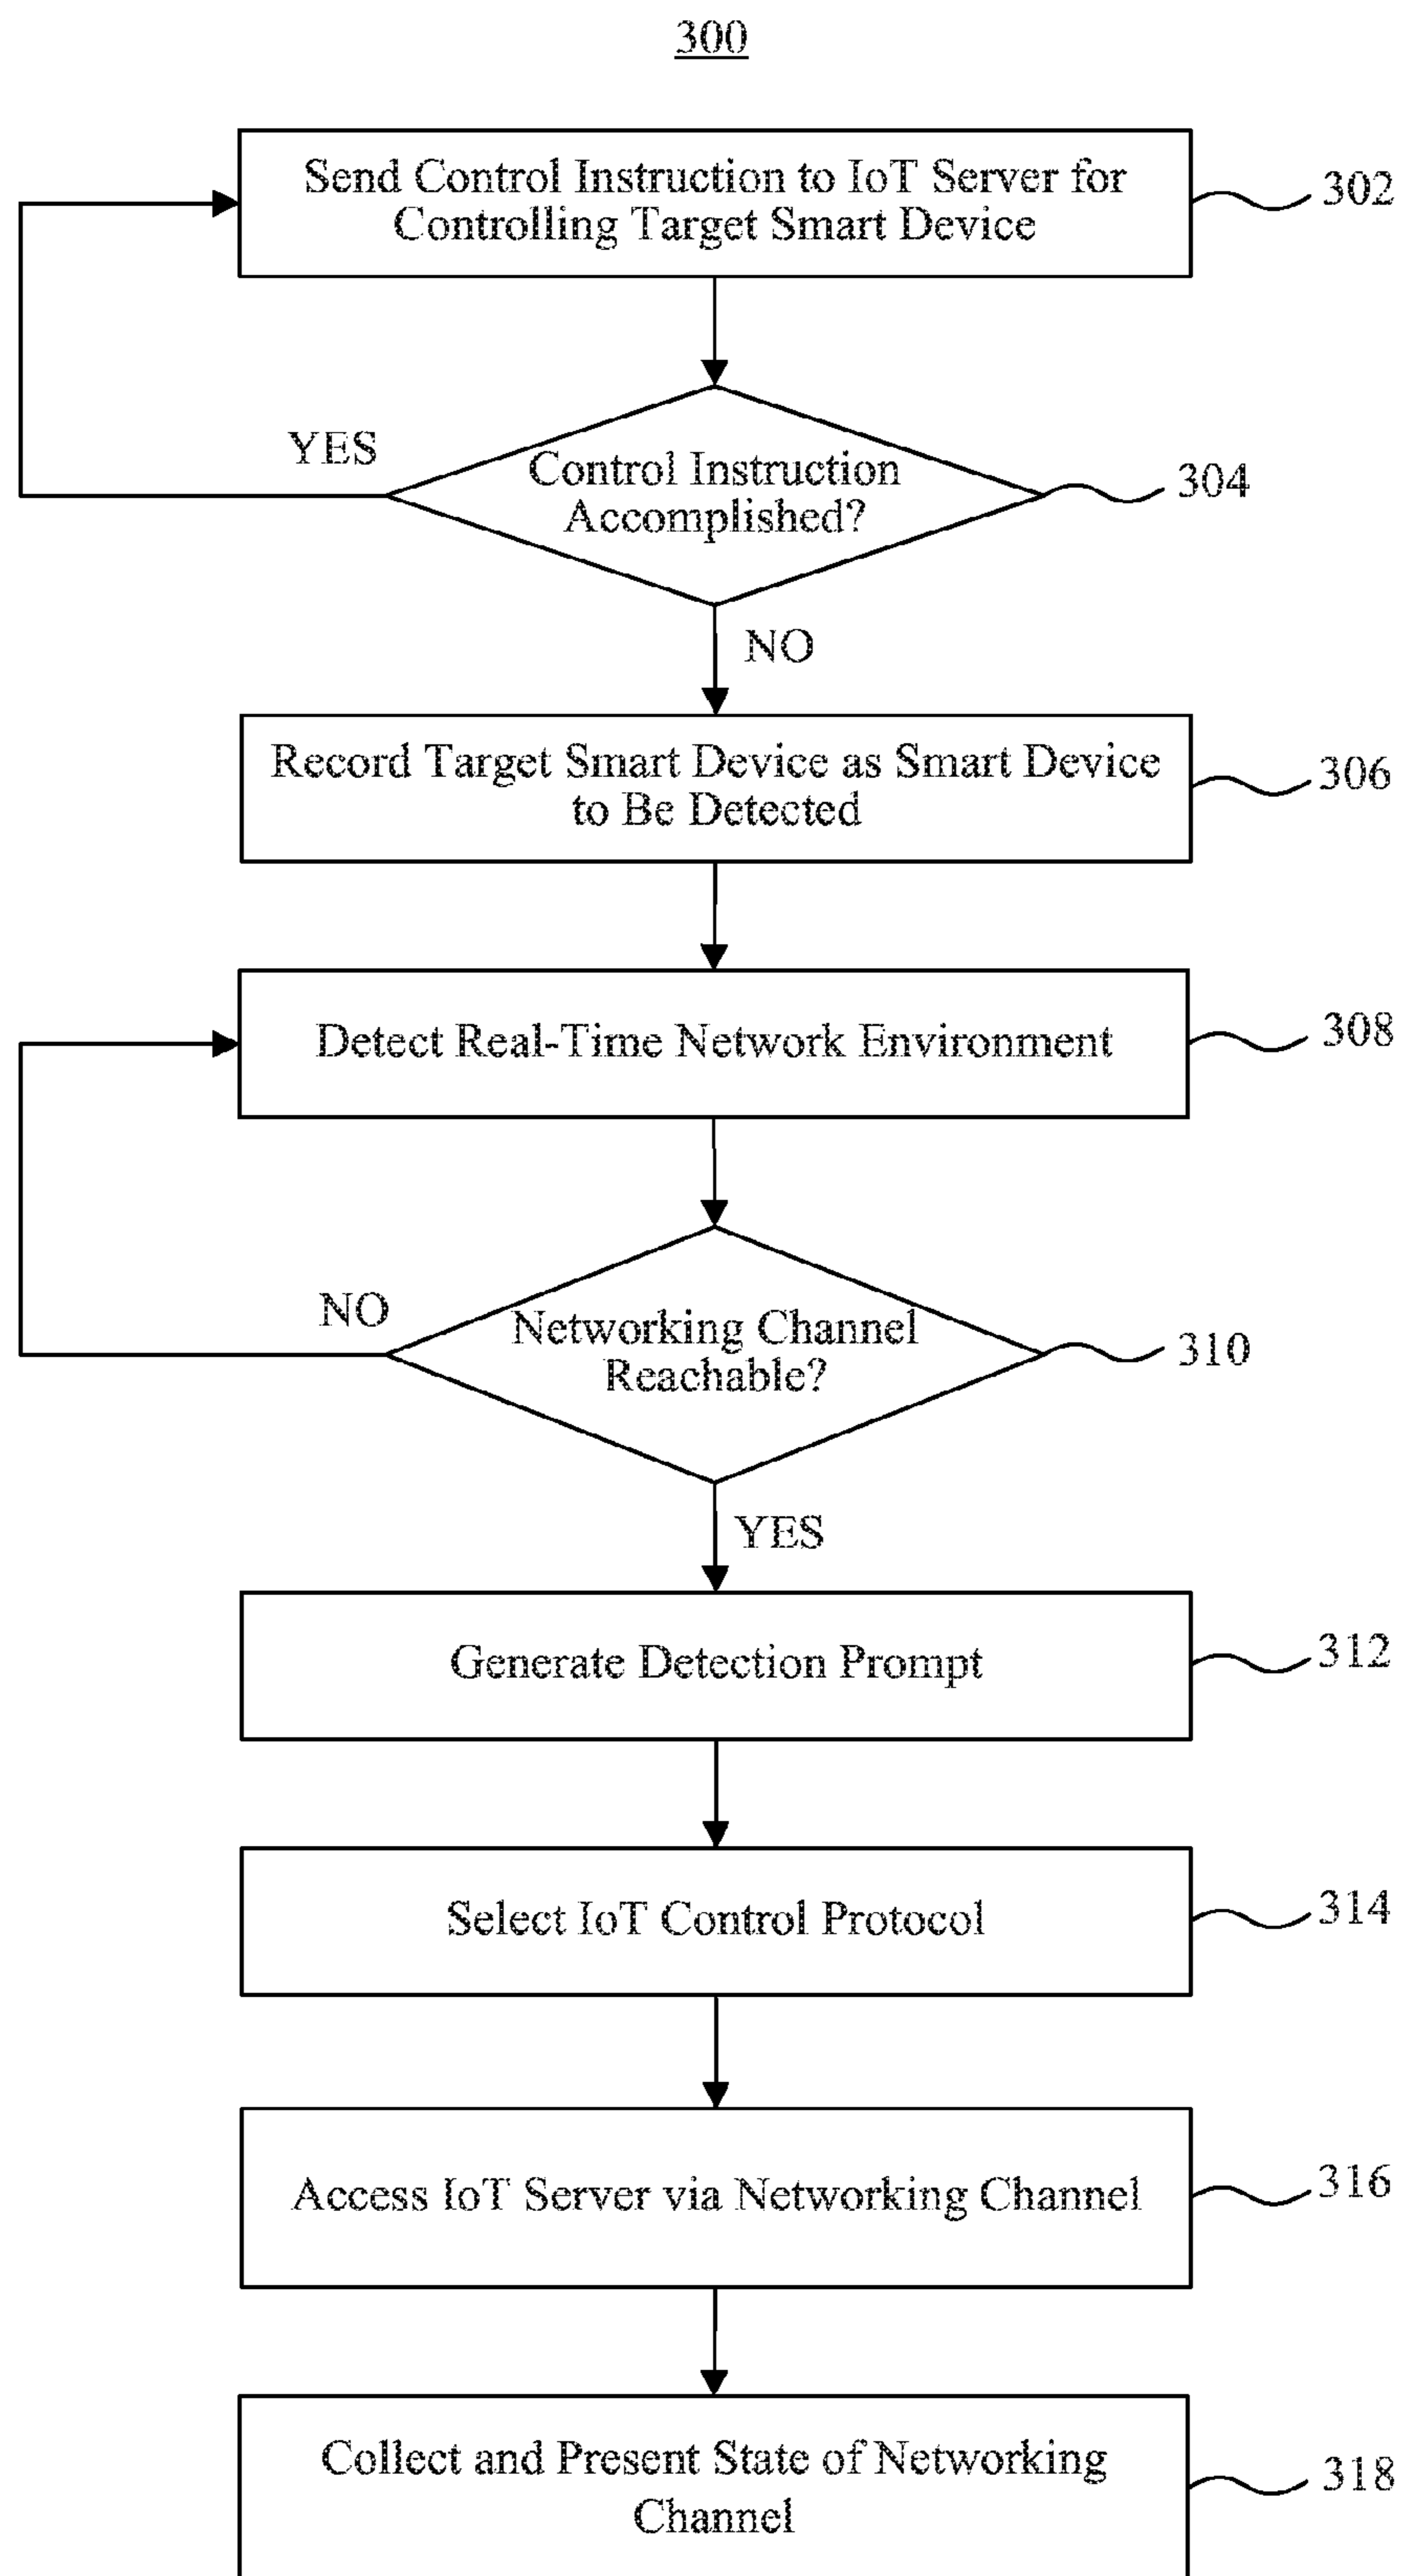 300
Send Control Instruction to IoT Server for
Controlling Target Smart Device
302
YES
Control Instruction
Accomplished?
304
NO
Record Target Smart Device as Smart Device
to Be Detected
306
Detect Real-Time Network Environment
308
NO
Networking Channel
Reachable?
310
YES
Generate Detection Prompt
312
Select IoT Control Protocol
314
Access IoT Server via Networking Channel
316
Collect and Present State of Networking
Channel
318